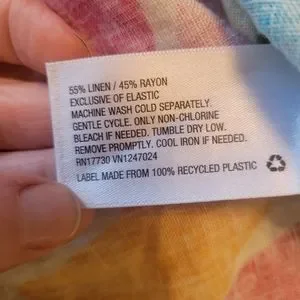 55% LINEN / 45% RAYON
EXCLUSIVE OF ELASTIC
MACHINE WASH COLD SEPARATELY.
GENTLE CYCLE. ONLY NON-CHLORINE
BLEACH IF NEEDED. TUMBLE DRY LOW.
REMOVE PROMPTLY. COOL IRON IF NEEDED.
RN17730 VN1247024
LABEL MADE FROM 100% RECYCLED PLASTIC